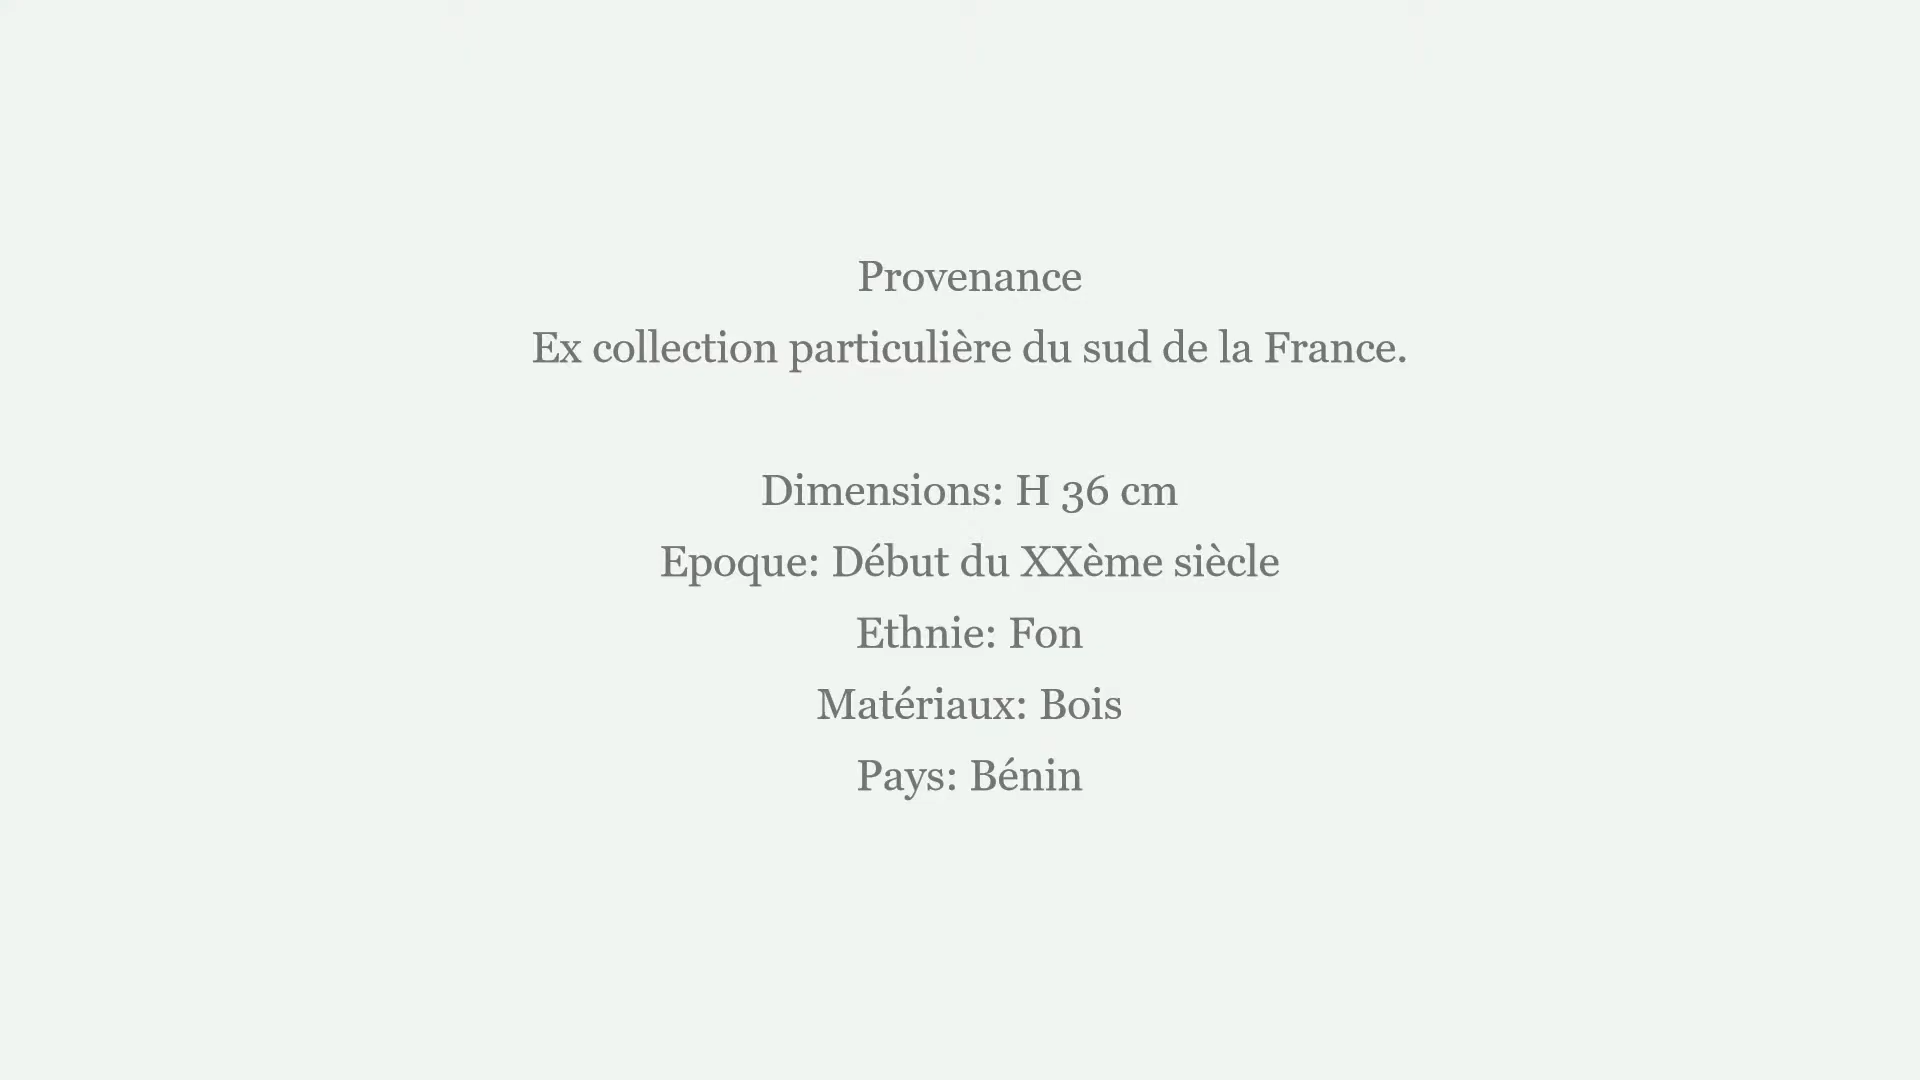 Provenance
Ex collection particulière du sud de la France.
Dimensions: H 36 cm
Epoque: Début du XXème siècle
Ethnie: Fon
Matériaux: Bois
Pays: Bénin